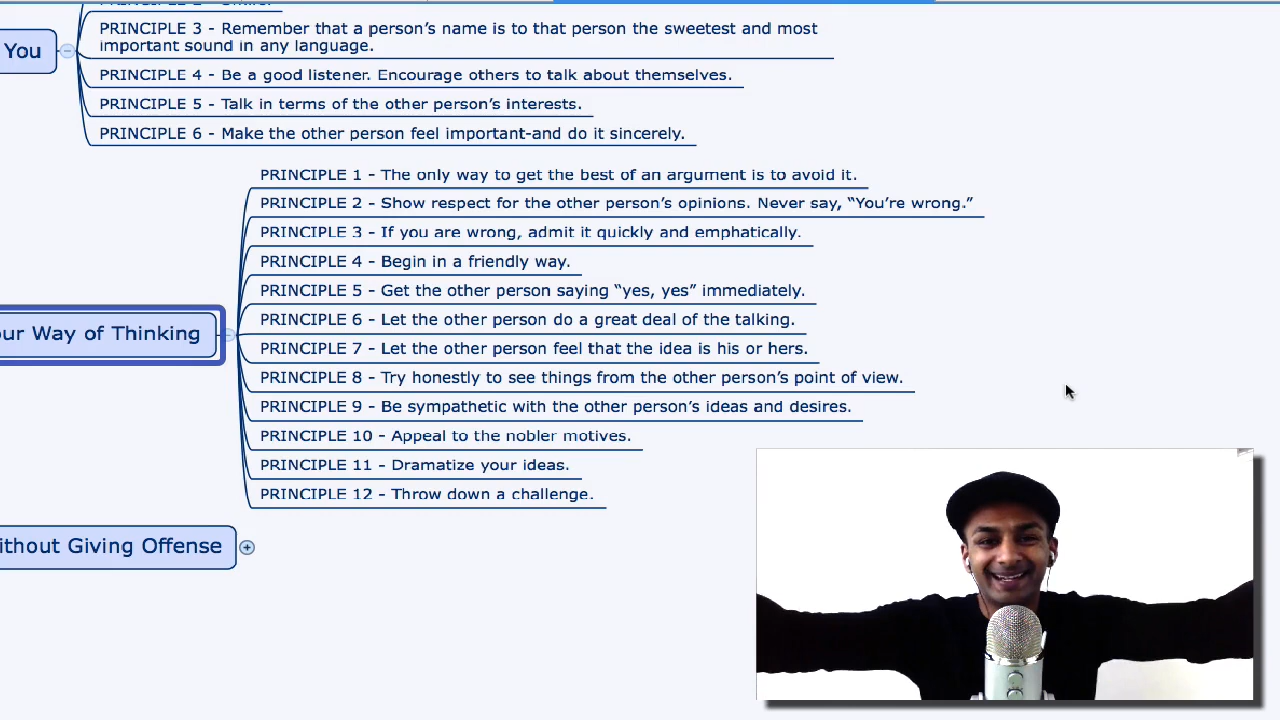 You
PRINCIPLE 3 - Remember that a person’s name is to that person the sweetest and most
important sound in any language.
PRINCIPLE 4 - Be a good listener. Encourage others to talk about themselves.
PRINCIPLE 5 - Talk in terms of the other person’s interests.
PRINCIPLE 6 - Make the other person feel important-and do it sincerely.
our Way of Thinking
PRINCIPLE 1 - The only way to get the best of an argument is to avoid it.
PRINCIPLE 2 - Show respect for the other person’s opinions. Never say, “You’re wrong.”
PRINCIPLE 3 - If you are wrong, admit it quickly and emphatically.
PRINCIPLE 4 - Begin in a friendly way.
PRINCIPLE 5 - Get the other person saying “yes, yes” immediately.
PRINCIPLE 6 - Let the other person do a great deal of the talking.
PRINCIPLE 7 - Let the other person feel that the idea is his or hers.
PRINCIPLE 8 - Try honestly to see things from the other person’s point of view.
PRINCIPLE 9 - Be sympathetic with the other person’s ideas and desires.
PRINCIPLE 10 - Appeal to the nobler motives.
PRINCIPLE 11 - Dramatize your ideas.
PRINCIPLE 12 - Throw down a challenge.
ithout Giving Offense